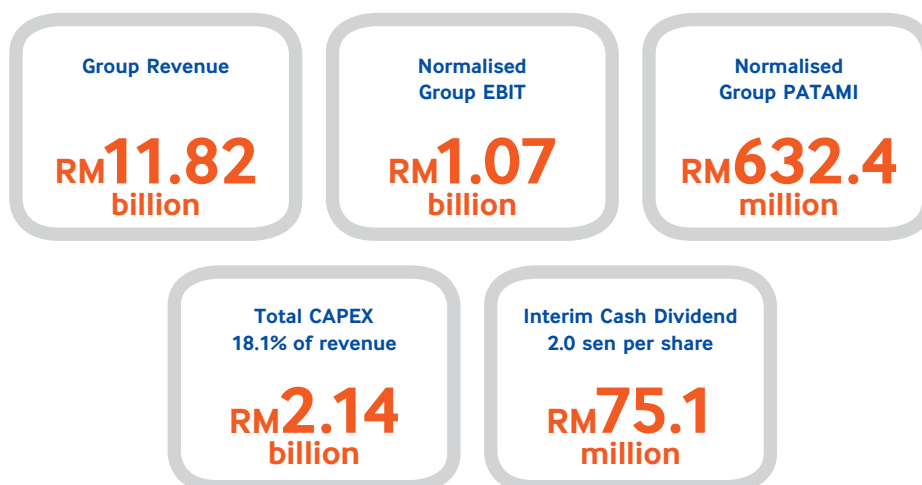 Group Revenue
RM11.82
billion
Normalised
Group EBIT
RM1.07
billion
Normalised
Group PATAMI
RM632.4
million
Total CAPEX
18.1% of revenue
RM2.14
billion
Interim Cash Dividend
2.0 sen per share
RM75.1
million